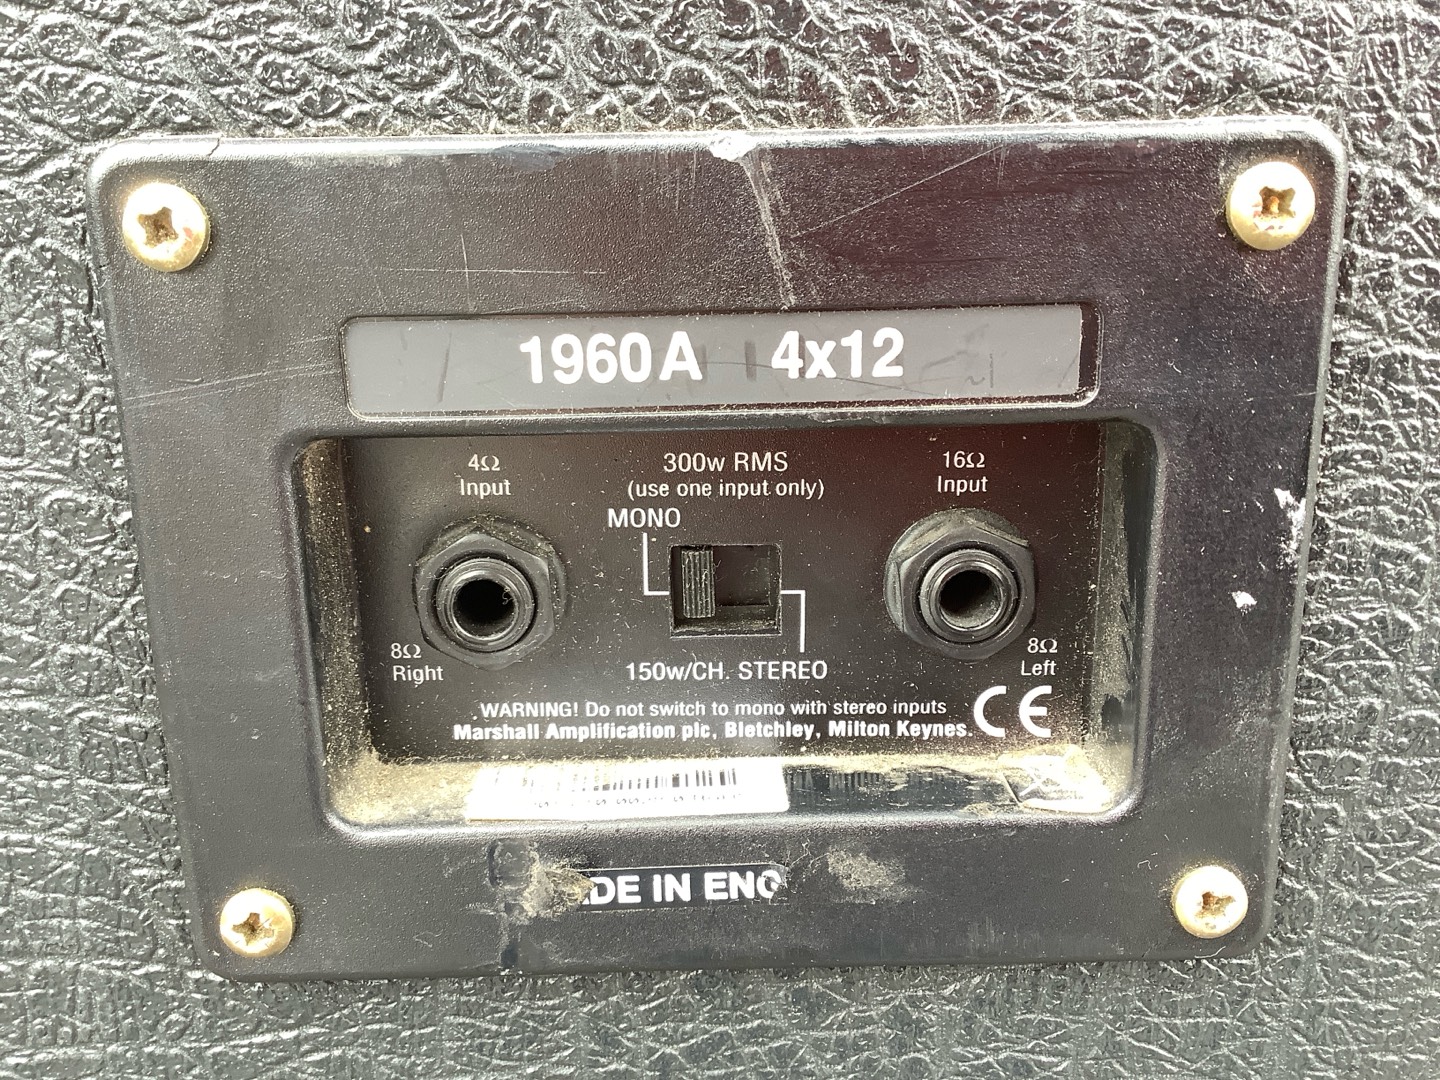 1960A 4x12
4Ω
Input
300w RMS
(use one input only)
16Ω
Input
MONO
8Ω
Right
150w/CH. STEREO
8Ω
Left
WARNING! Do not switch to mono with stereo inputs
Marshall Amplification plc, Bletchley, Milton Keynes.
CE
DE IN ENG